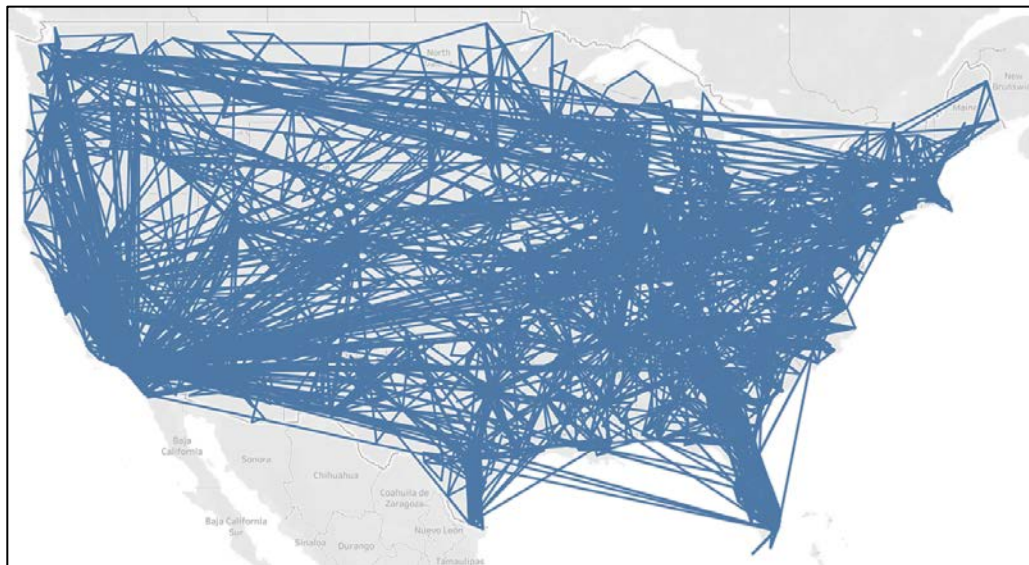 North
New
Brunswick
Maine
Baja
California
Sonora
Chihuahua
Coahuila de
Zaragoza
Nuevo León
Baja California
Sur
Sinaloa
Durango
Tamaulipas